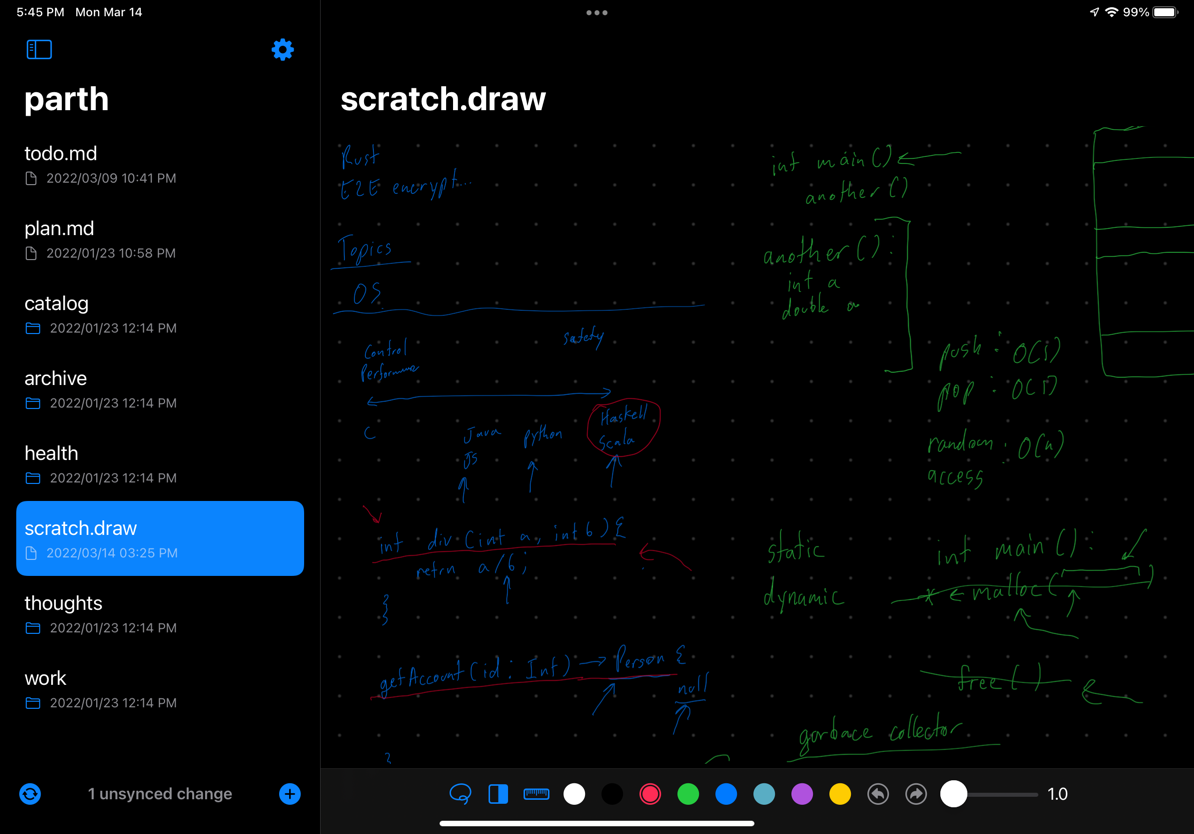 5:45 PM Mon Mar 14
99%
parth
todo.md
2022/03/09 10:41 PM
plan.md
2022/01/23 10:58 PM
catalog
2022/01/23 12:14 PM
archive
2022/01/23 12:14 PM
health
2022/01/23 12:14 PM
scratch.draw
2022/03/14 03:25 PM
thoughts
2022/01/23 12:14 PM
work
2022/01/23 12:14 PM
1 unsynced change
scratch.draw
Rust
E2E encrypt...
Topics
OS
Control
Performance
safety
C
Java
JS
python
Haskell
Scala
int div (int a, int b) {
retrn a/b;
}
getAccount(id: Int) → Person {
null
int main()
another()
another():
int a
double a
push : O(1)
pop : O(1)
random : O(n)
access
static
dynamic
int main():
* ← malloc( )
free( )
garbace collector
1.0